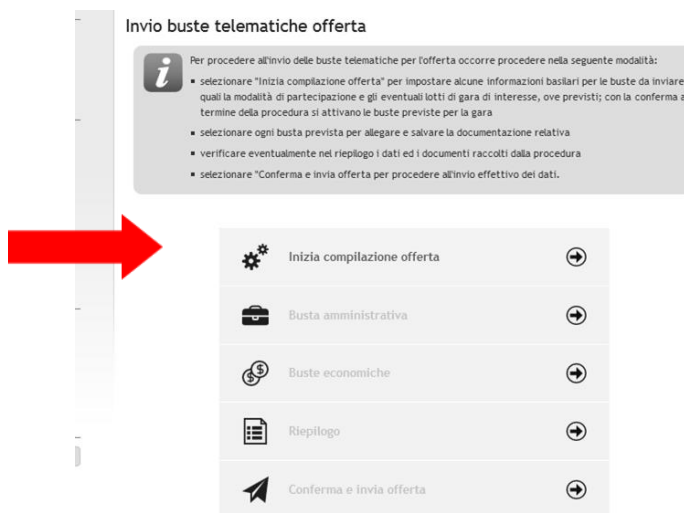 Invio buste telematiche offerta
Per procedere all'invio delle buste telematiche per l'offerta occorre procedere nella seguente modalità:
▪ selezionare "Inizia compilazione offerta" per impostare alcune informazioni basilari per le buste da inviare
quali la modalità di partecipazione e gli eventuali lotti di gara di interesse, ove previsti; con la conferma a
termine della procedura si attivano le buste previste per la gara
▪ selezionare ogni busta prevista per allegare e salvare la documentazione relativa
▪ verificare eventualmente nel riepilogo i dati ed i documenti raccolti dalla procedura
▪ selezionare "Conferma e invia offerta per procedere all'invio effettivo dei dati.
Inizia compilazione offerta
Busta amministrativa
Buste economiche
Riepilogo
Conferma e invia offerta